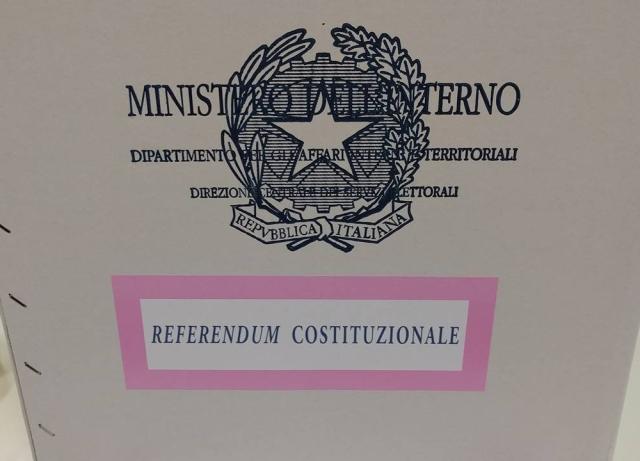 MINISTERO DELL'INTERNO
DIPARTIMENTO PER GLI AFFARI INTERNI E TERRITORIALI
DIREZIONE CENTRALE DEI SERVIZI ELETTORALI
REPVBBLICA ITALIANA
REFERENDUM COSTITUZIONALE